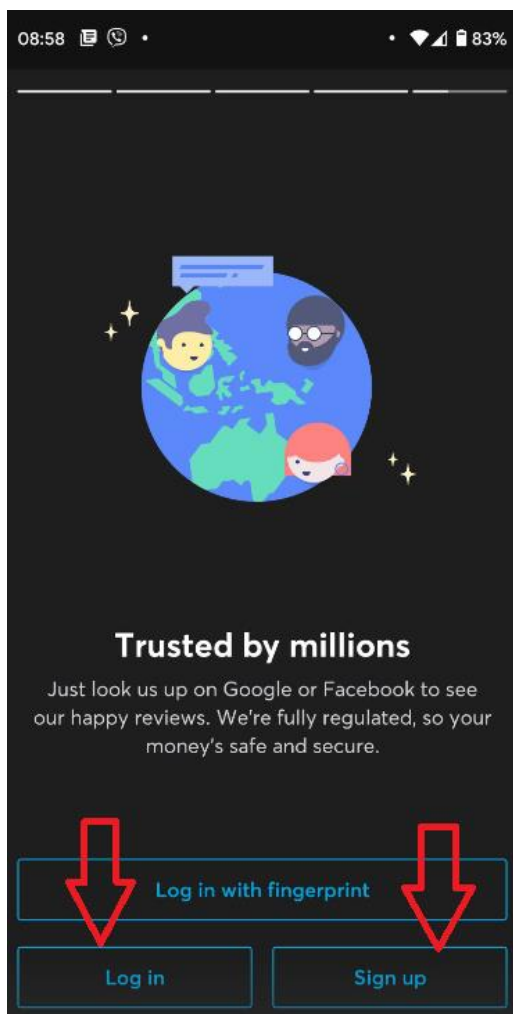 08:58 83%
Trusted by millions
Just look us up on Google or Facebook to see
our happy reviews. We're fully regulated, so your
money's safe and secure.
Log in with fingerprint
Log in Sign up